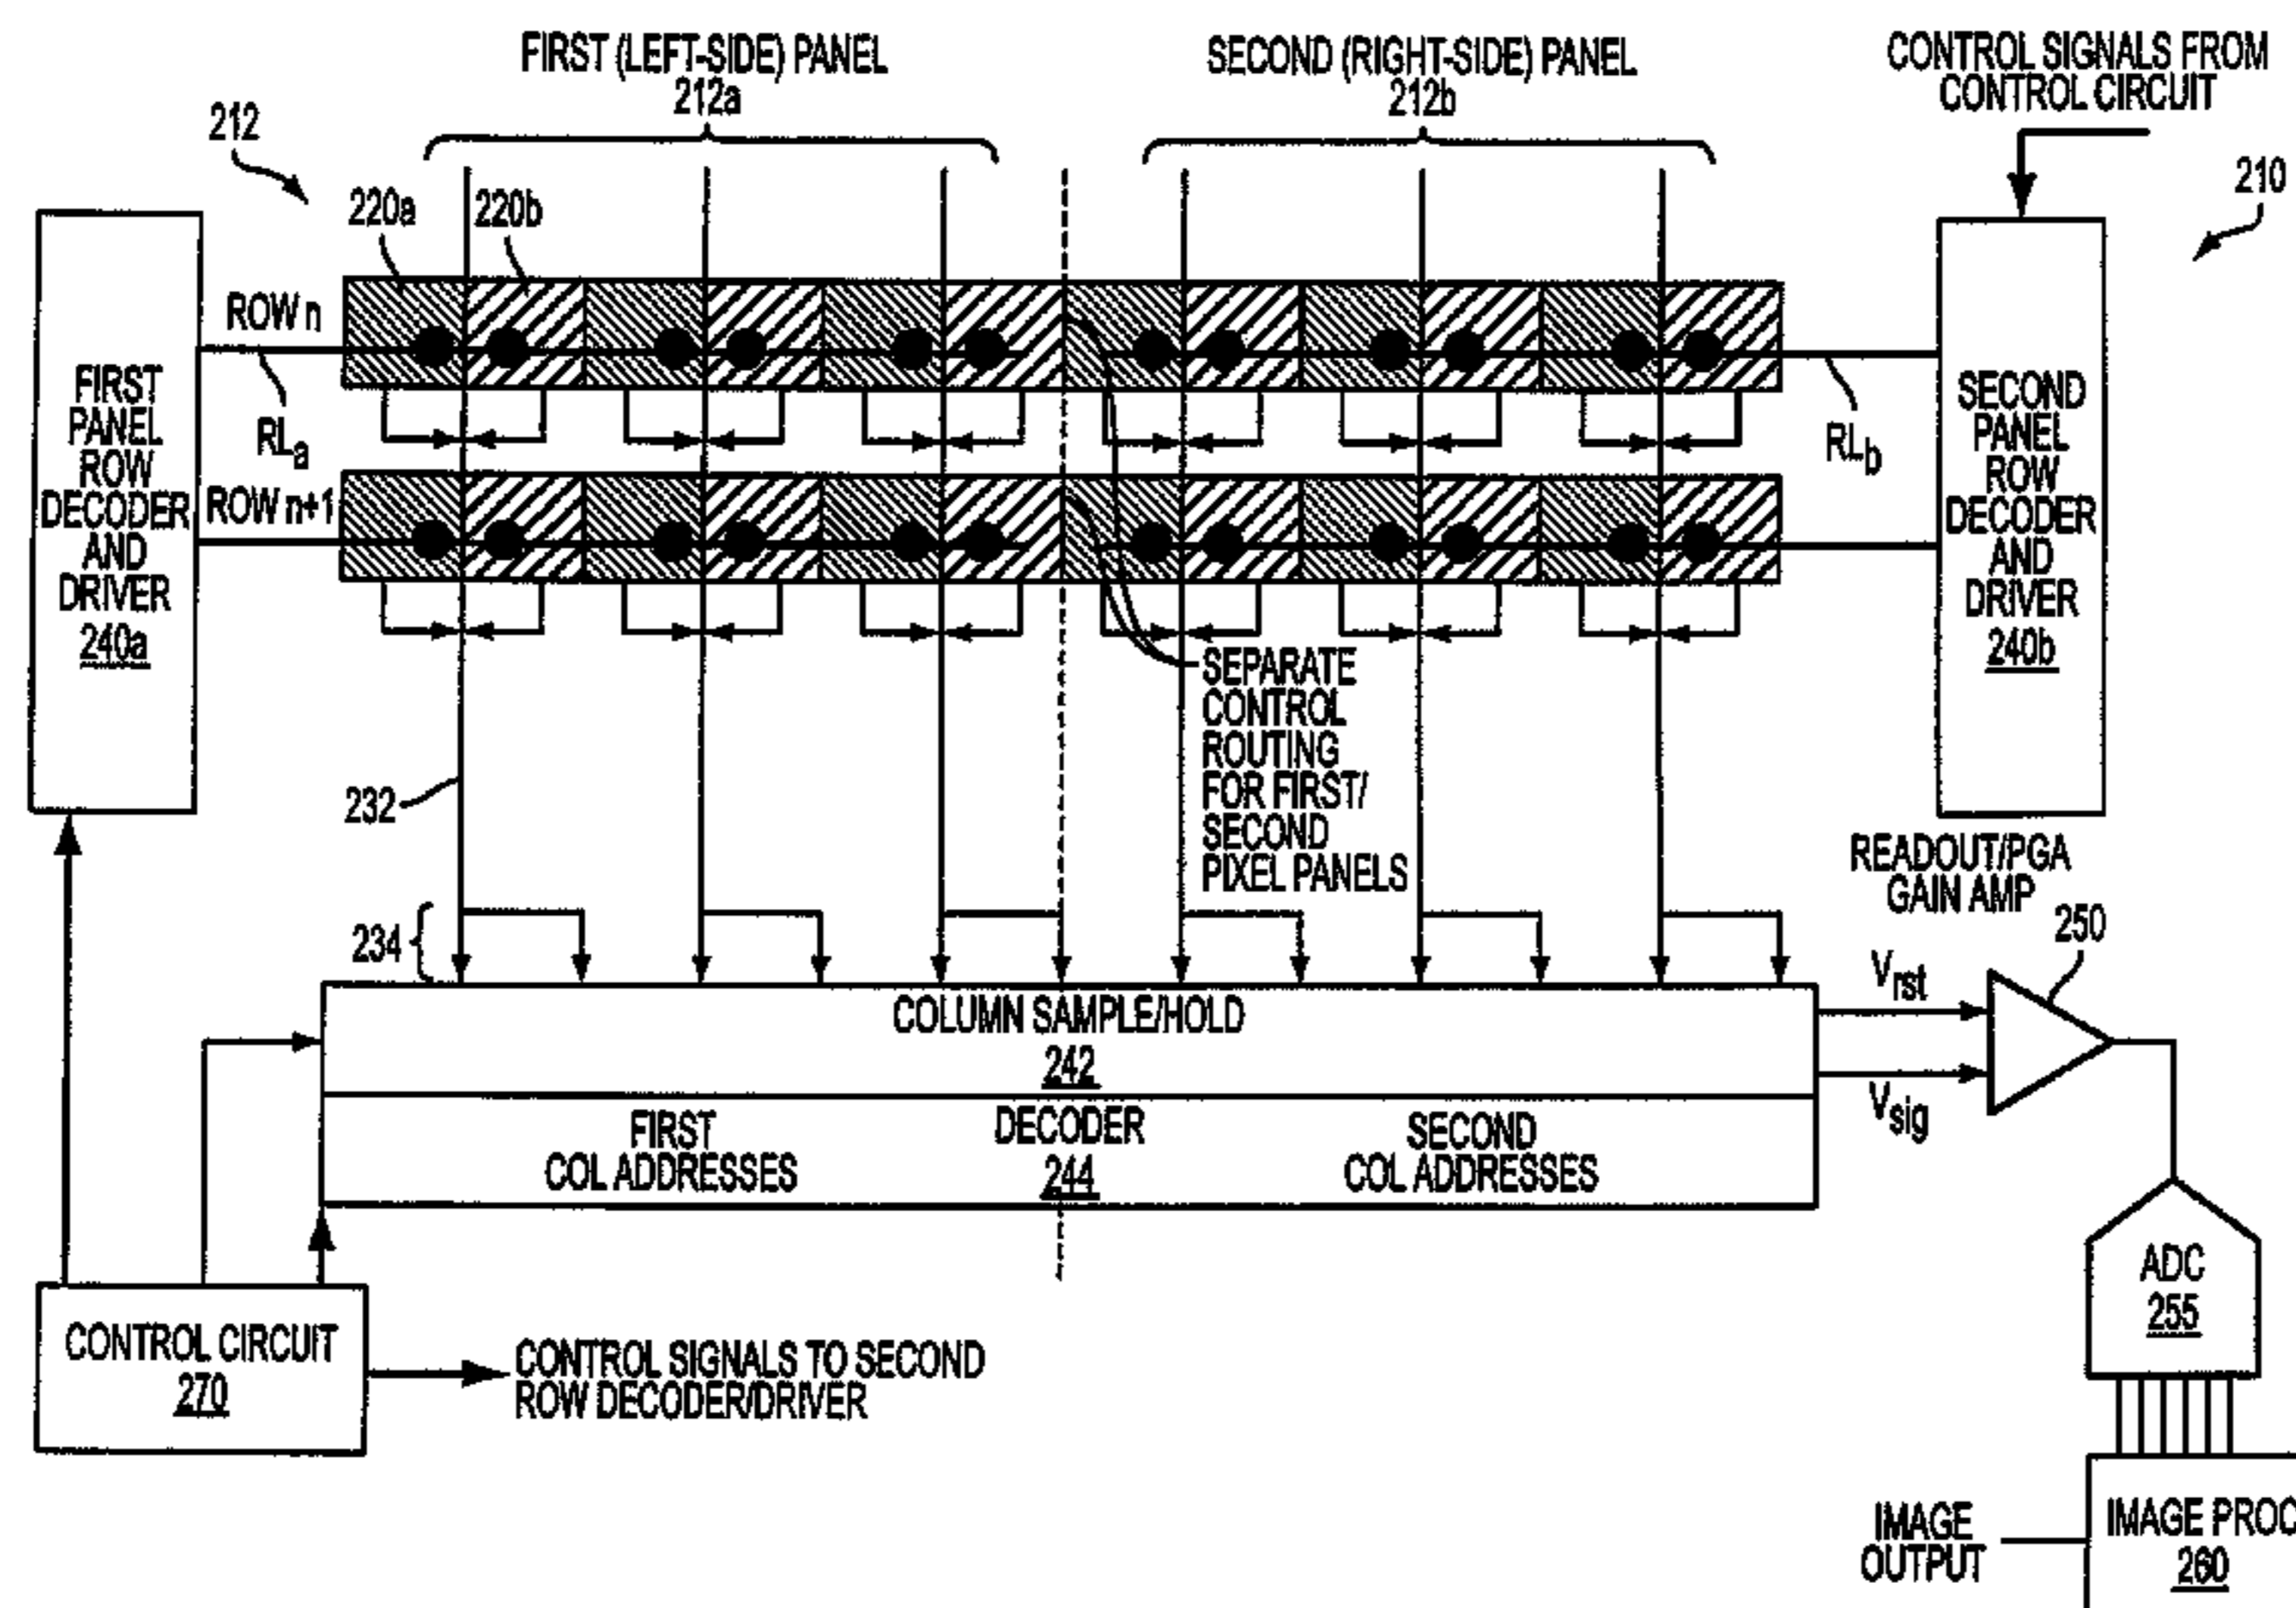 FIRST (LEFT-SIDE) PANEL
212a
SECOND (RIGHT-SIDE) PANEL
212b
CONTROL SIGNALS FROM
CONTROL CIRCUIT
212
210
220a
220b
ROW n
RLa
ROW n+1
RLb
FIRST
PANEL
ROW
DECODER
AND
DRIVER
240a
SECOND
PANEL
ROW
DECODER
AND
DRIVER
240b
SEPARATE
CONTROL
ROUTING
FOR FIRST/
SECOND
PIXEL PANELS
232
234
READOUT/PGA
GAIN AMP
250
Vrst
Vsig
COLUMN SAMPLE/HOLD
242
FIRST
COL ADDRESSES
DECODER
244
SECOND
COL ADDRESSES
ADC
255
CONTROL CIRCUIT
270
CONTROL SIGNALS TO SECOND
ROW DECODER/DRIVER
IMAGE
OUTPUT
IMAGE PROC
260